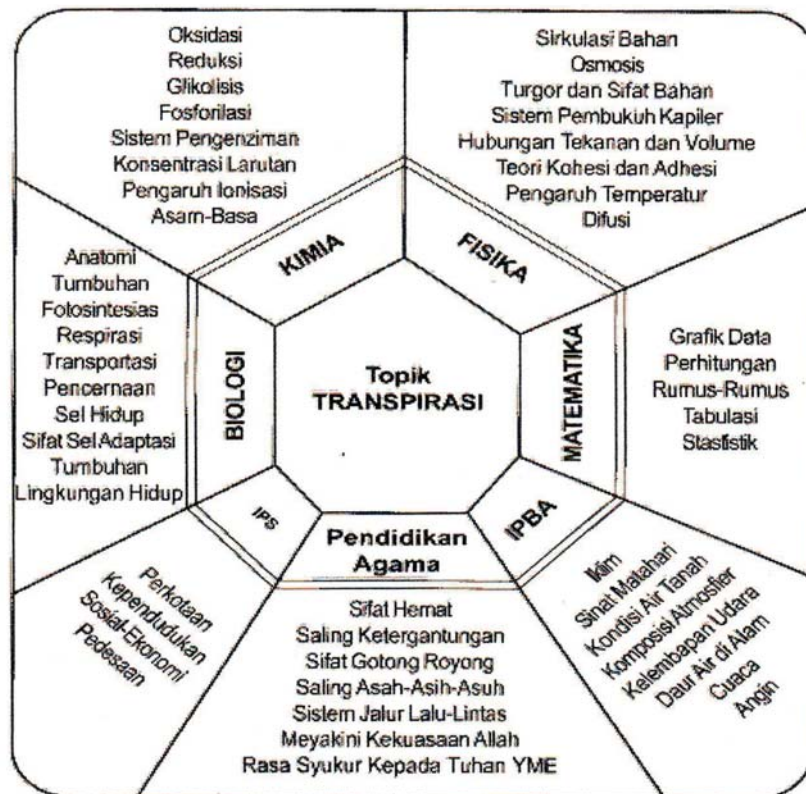 Oksidasi
Reduksi
Glikolisis
Fosforilasi
Sistem Pengenziman
Konsentrasi Larutan
Pengaruh Ionisasi
Asam-Basa
Sirkulasi Bahan
Osmosis
Turgor dan Sifat Bahan
Sistem Pembukuh Kapiler
Hubungan Tekanan dan Volume
Teori Kohesi dan Adhesi
Pengaruh Temperatur
Difusi
KIMIA
FISIKA
Anatomi
Tumbuhan
Fotosintesias
Respirasi
Transportasi
Pencernaan
Sel Hidup
Sifat Sel Adaptasi
Tumbuhan
Lingkungan Hidup
BIOLOGI
Topik
TRANSPIRASI
MATEMATIKA
Grafik Data
Perhitungan
Rumus-Rumus
Tabulasi
Stastistik
IPS
Pendidikan
Agama
IPBA
Perkotaan
Kependudukan
Sosial-Ekonomi
Pedesaan
Sifat Hemat
Saling Ketergantungan
Sifat Gotong Royong
Saling Asah-Asih-Asuh
Sistem Jalur Lalu-Lintas
Meyakini Kekuasaan Allah
Rasa Syukur Kepada Tuhan YME
Iklim
Sinat Matahari
Kondisi Air Tanah
Komposisi Atmosfier
Kelembapan Udara
Daur Air di Alam
Cuaca
Angin